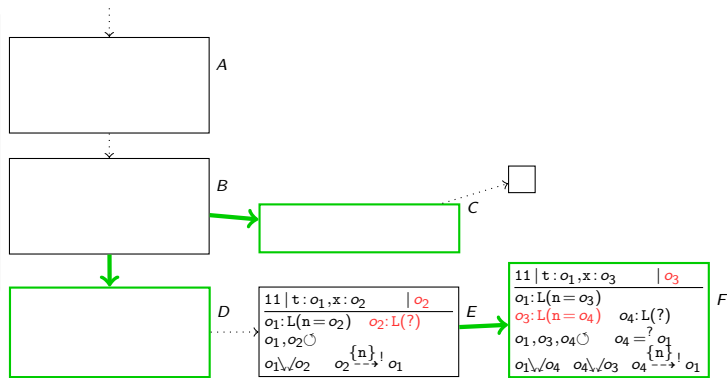 A
B
C
D
11 | t:o₁,x:o₂ | o₂
o₁:L(n=o₂) o₂:L(?)
o₁,o₂↺
o₁\\//o₂ o₂ {n}⇢! o₁
E
11 | t:o₁,x:o₃ | o₃
o₁:L(n=o₃)
o₃:L(n=o₄) o₄:L(?)
o₁,o₃,o₄↺ o₄=?o₁
o₁\\//o₄ o₄\\//o₃ o₄ {n}⇢! o₁
F